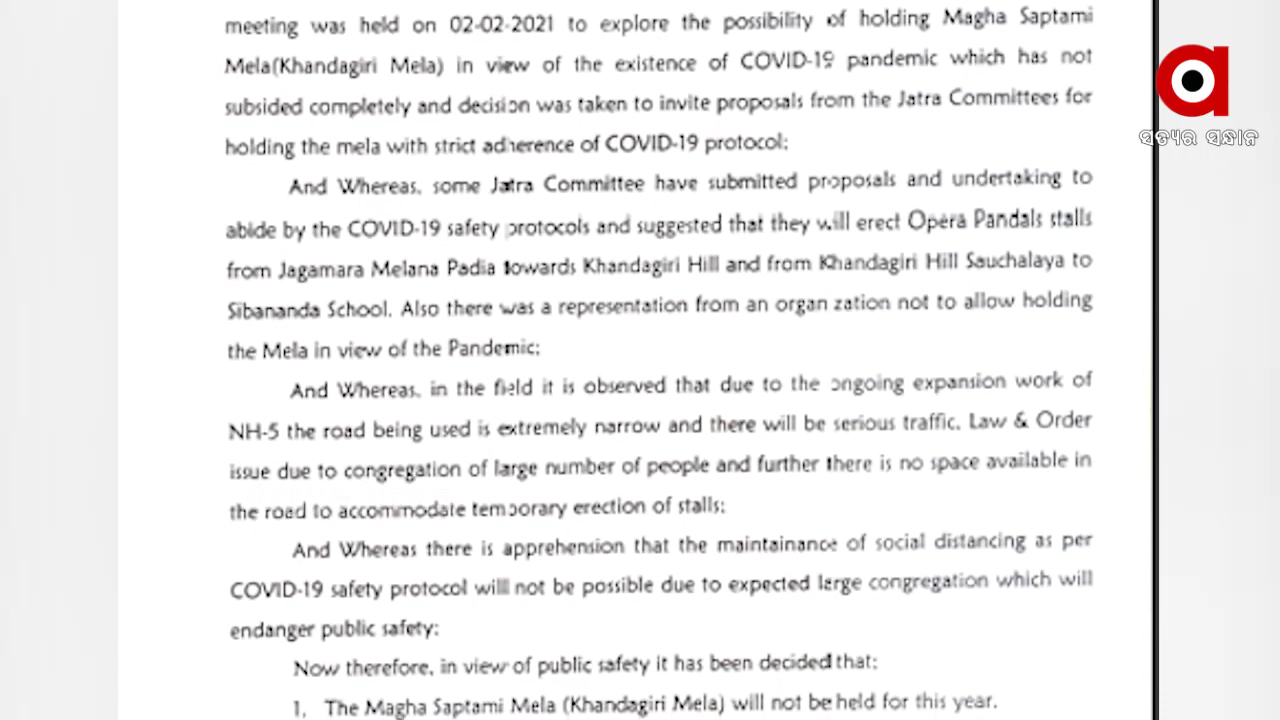 meeting was held on 02-02-2021 to explore the possibility of holding Magha Saptami
Mela(Khandagiri Mela) in view of the existence of COVID-19 pandemic which has not
subsided completely and decision was taken to invite proposals from the Jatra Committees for
holding the mela with strict adherence of COVID-19 protocol;
And Whereas, some Jatra Committee have submitted proposals and undertaking to
abide by the COVID-19 safety protocols and suggested that they will erect Opera Pandals stalls
from Jagamara Melana Padia towards Khandagiri Hill and from Khandagiri Hill Sauchalaya to
Sibananda School. Also there was a representation from an organ zation not to allow holding
the Mela in view of the Pandemic;
And Whereas, in the field it is observed that due to the ongoing expansion work of
NH-5 the road being used is extremely narrow and there will be serious traffic, Law & Order
issue due to congregation of large number of people and further there is no space available in
the road to accommodate temporary erection of stalls;
And Whereas there is apprehension that the maintainance of social distancing as per
COVID-19 safety protocol will not be possible due to expected large congregation which will
endanger public safety;
Now therefore, in view of public safety it has been decided that;
1. The Magha Saptami Mela (Khandagiri Mela) will not be held for this year.
a
ସତ୍ୟର ସନ୍ଧାନ